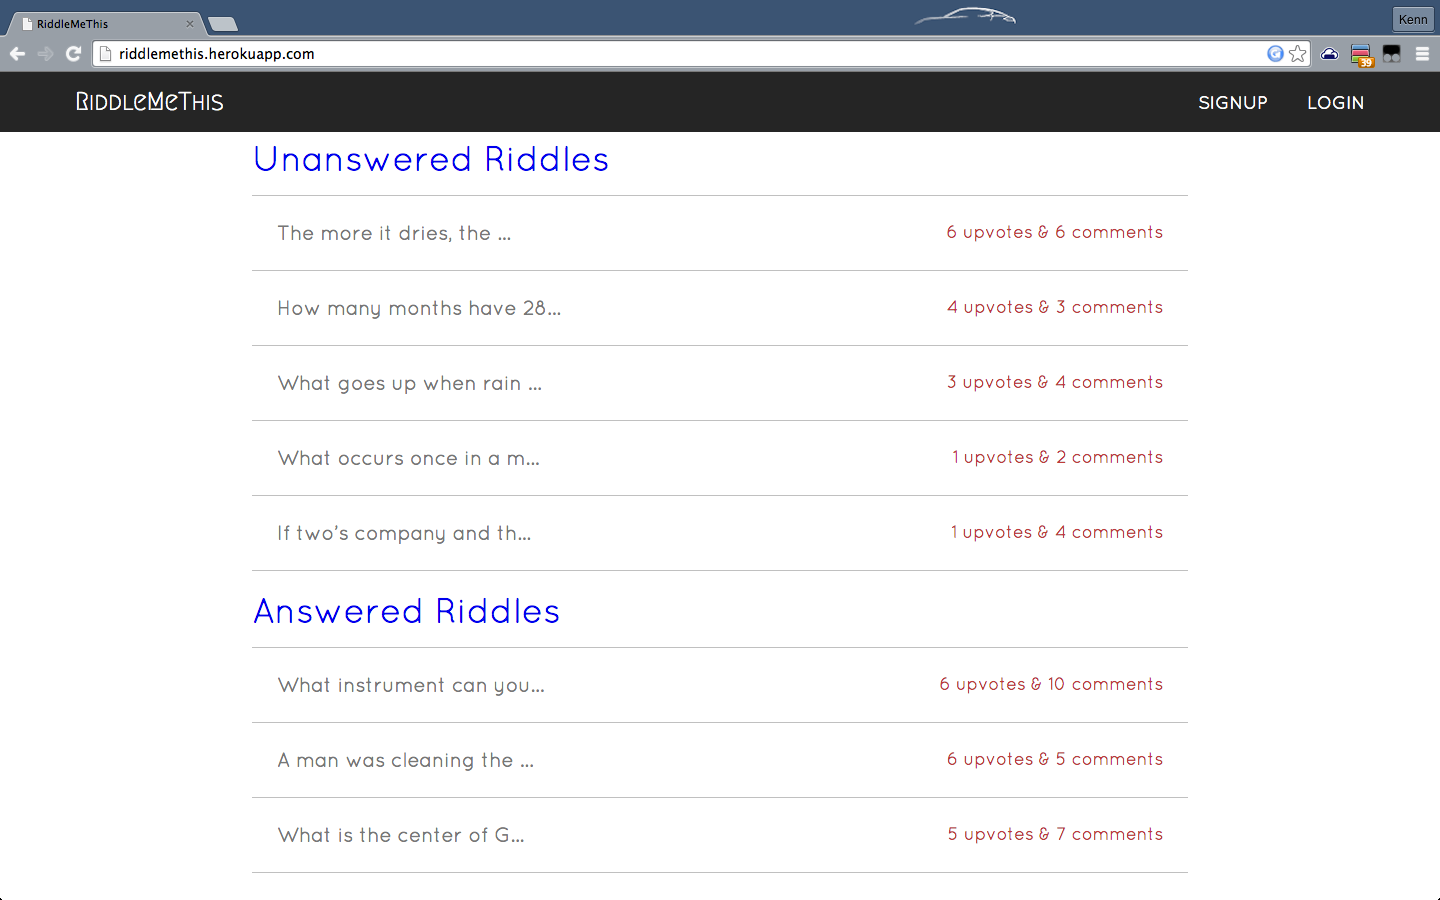 RiddleMeThis
Kenn
riddlemethis.herokuapp.com
39
RIDDLEMETHIS
SIGNUP
LOGIN
Unanswered Riddles
The more it dries, the ...
6 upvotes & 6 comments
How many months have 28...
4 upvotes & 3 comments
What goes up when rain ...
3 upvotes & 4 comments
What occurs once in a m...
1 upvotes & 2 comments
If two's company and th...
1 upvotes & 4 comments
Answered Riddles
What instrument can you...
6 upvotes & 10 comments
A man was cleaning the ...
6 upvotes & 5 comments
What is the center of G...
5 upvotes & 7 comments